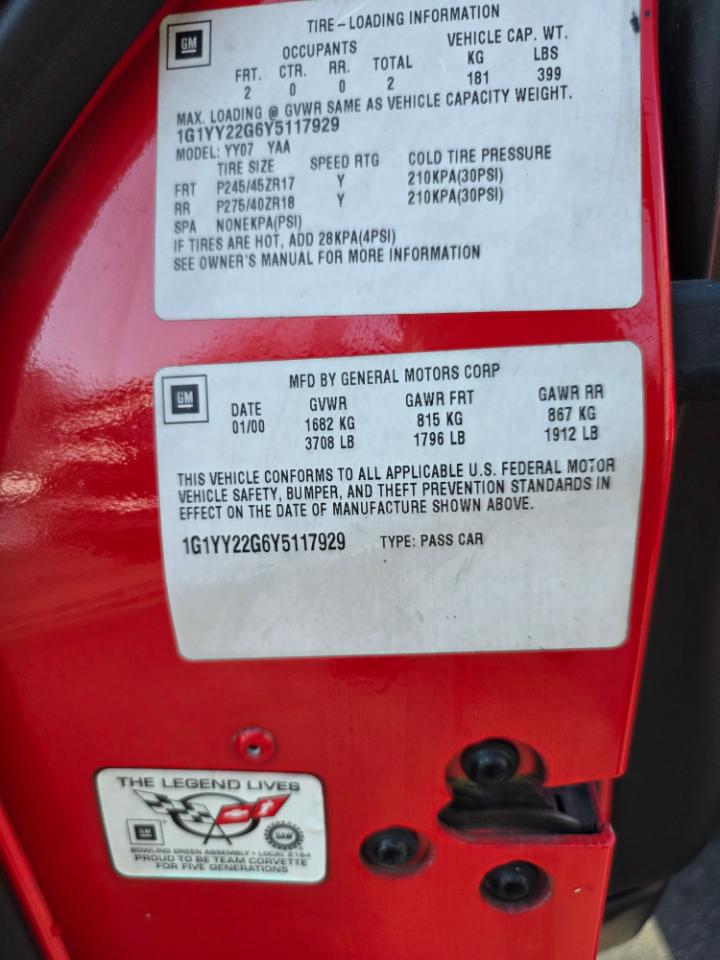 GM
TIRE-LOADING INFORMATION
OCCUPANTS VEHICLE CAP. WT.
FRT. CTR. RR. TOTAL KG LBS
2 0 0 2 181 399
MAX. LOADING @ GVWR SAME AS VEHICLE CAPACITY WEIGHT.
1G1YY22G6Y5117929
MODEL: YY07 YAA
TIRE SIZE SPEED RTG COLD TIRE PRESSURE
FRT P245/45ZR17 Y 210KPA(30PSI)
RR P275/40ZR18 Y 210KPA(30PSI)
SPA NONEKPA(PSI)
IF TIRES ARE HOT, ADD 28KPA(4PSI)
SEE OWNER'S MANUAL FOR MORE INFORMATION
GM
MFD BY GENERAL MOTORS CORP
DATE GVWR GAWR FRT GAWR RR
01/00 1682 KG 815 KG 867 KG
3708 LB 1796 LB 1912 LB
THIS VEHICLE CONFORMS TO ALL APPLICABLE U.S. FEDERAL MOTOR
VEHICLE SAFETY, BUMPER, AND THEFT PREVENTION STANDARDS IN
EFFECT ON THE DATE OF MANUFACTURE SHOWN ABOVE.
1G1YY22G6Y5117929 TYPE: PASS CAR
THE LEGEND LIVES
GM UAW
BOWLING GREEN ASSEMBLY • LOCAL 2164
PROUD TO BE TEAM CORVETTE
FOR FIVE GENERATIONS